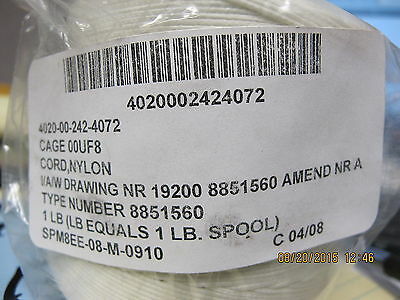 4020002424072
4020-00-242-4072
CAGE 00UF8
CORD,NYLON
I/A/W DRAWING NR 19200 8851560 AMEND NR A
TYPE NUMBER 8851560
1 LB (LB EQUALS 1 LB. SPOOL)
SPM8EE-08-M-0910 C 04/08
08/20/2015 12:46